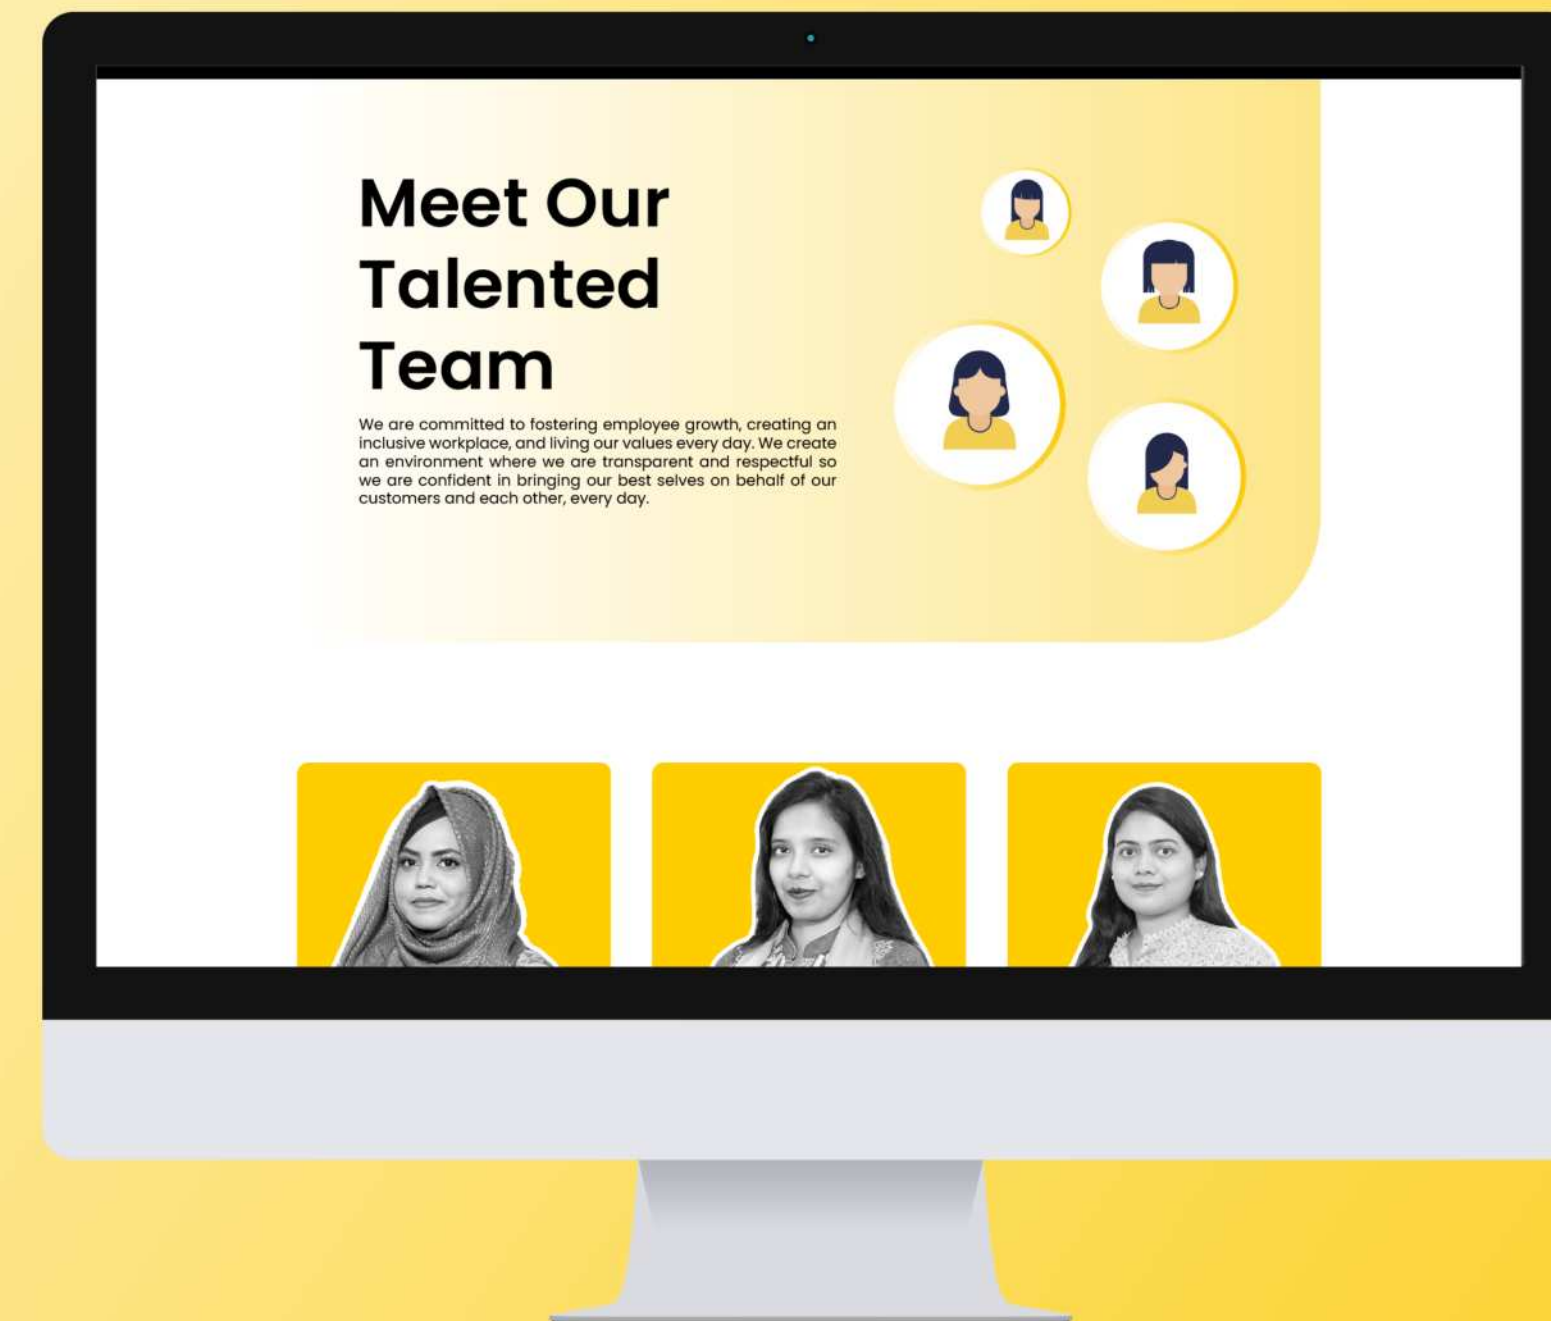 Meet Our
Talented
Team
We are committed to fostering employee growth, creating an
inclusive workplace, and living our values every day. We create
an environment where we are transparent and respectful so
we are confident in bringing our best selves on behalf of our
customers and each other, every day.